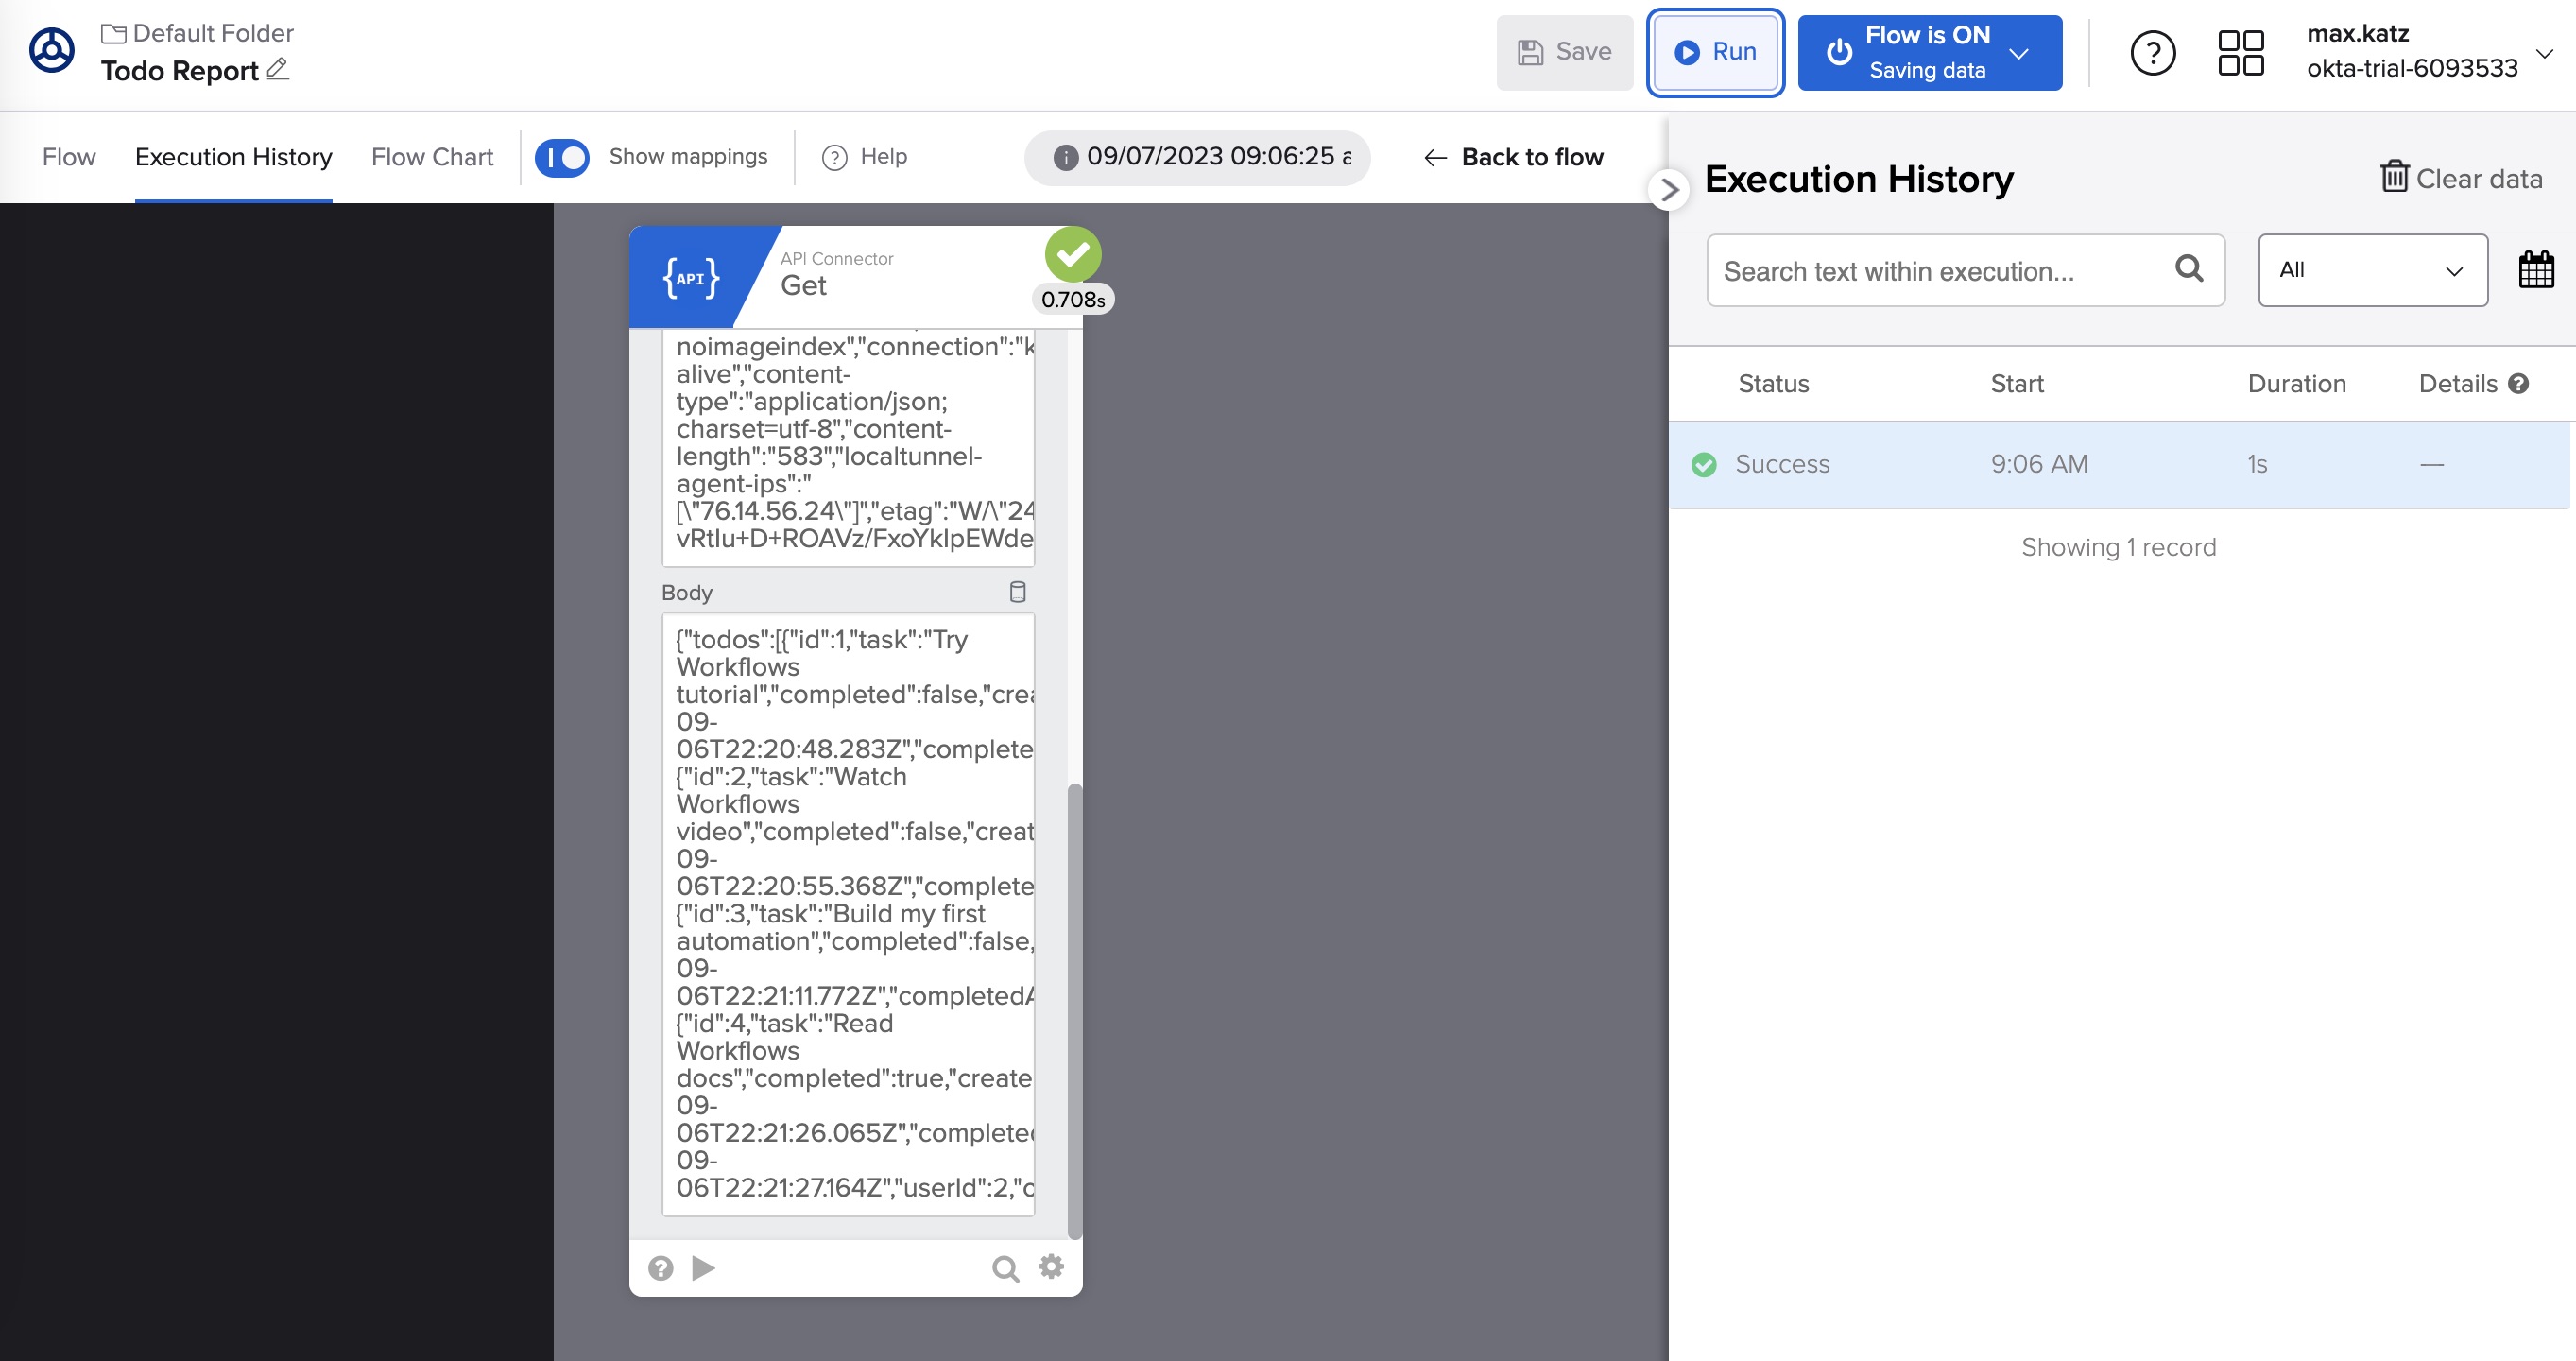 Default Folder
Todo Report
Save
Run
Flow is ON
Saving data
?
max.katz
okta-trial-6093533
Flow
Execution History
Flow Chart
Show mappings
? Help
09/07/2023 09:06:25 a
← Back to flow
{API}
API Connector
Get
0.708s
noimageindex","connection":"k
alive","content-
type":"application/json;
charset=utf-8","content-
length":"583","localtunnel-
agent-ips":"
[\"76.14.56.24\"]","etag":"W/\"24
vRtIu+D+ROAVz/FxoYkIpEWde
Body
{"todos":[{"id":1,"task":"Try
Workflows
tutorial","completed":false,"crea
09-
06T22:20:48.283Z","complete
{"id":2,"task":"Watch
Workflows
video","completed":false,"creat
09-
06T22:20:55.368Z","complete
{"id":3,"task":"Build my first
automation","completed":false,
09-
06T22:21:11.772Z","completedA
{"id":4,"task":"Read
Workflows
docs","completed":true,"create
09-
06T22:21:26.065Z","completed
09-
06T22:21:27.164Z","userId":2,"c
Execution History
Clear data
Search text within execution...
All
Status Start Duration Details ?
Success 9:06 AM 1s —
Showing 1 record